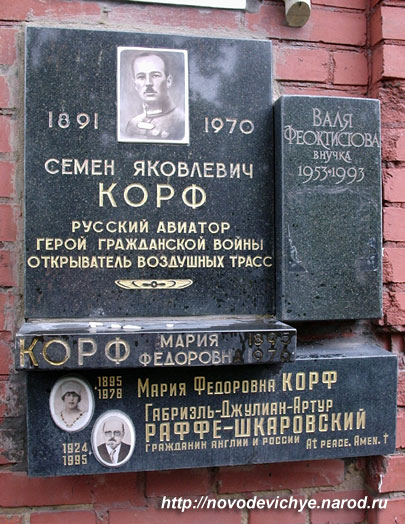 1891 1970
СЕМЕН ЯКОВЛЕВИЧ
КОРФ
РУССКИЙ АВИАТОР
ГЕРОЙ ГРАЖДАНСКОЙ ВОЙНЫ
ОТКРЫВАТЕЛЬ ВОЗДУШНЫХ ТРАСС
ВАЛЯ
ФЕОКТИСТОВА
ВНУЧКА
1953-1993
КОРФ МАРИЯ
ФЕДОРОВНА
1895
1978
МАРИЯ ФЕДОРОВНА КОРФ
ГАБРИЭЛЬ-ДЖУЛИАН-АРТУР
РАФФЕ-ШКАРОВСКИЙ
1924
1995
ГРАЖДАНИН АНГЛИИ И РОССИИ At peace. Amen. †
http://novodevichye.narod.ru